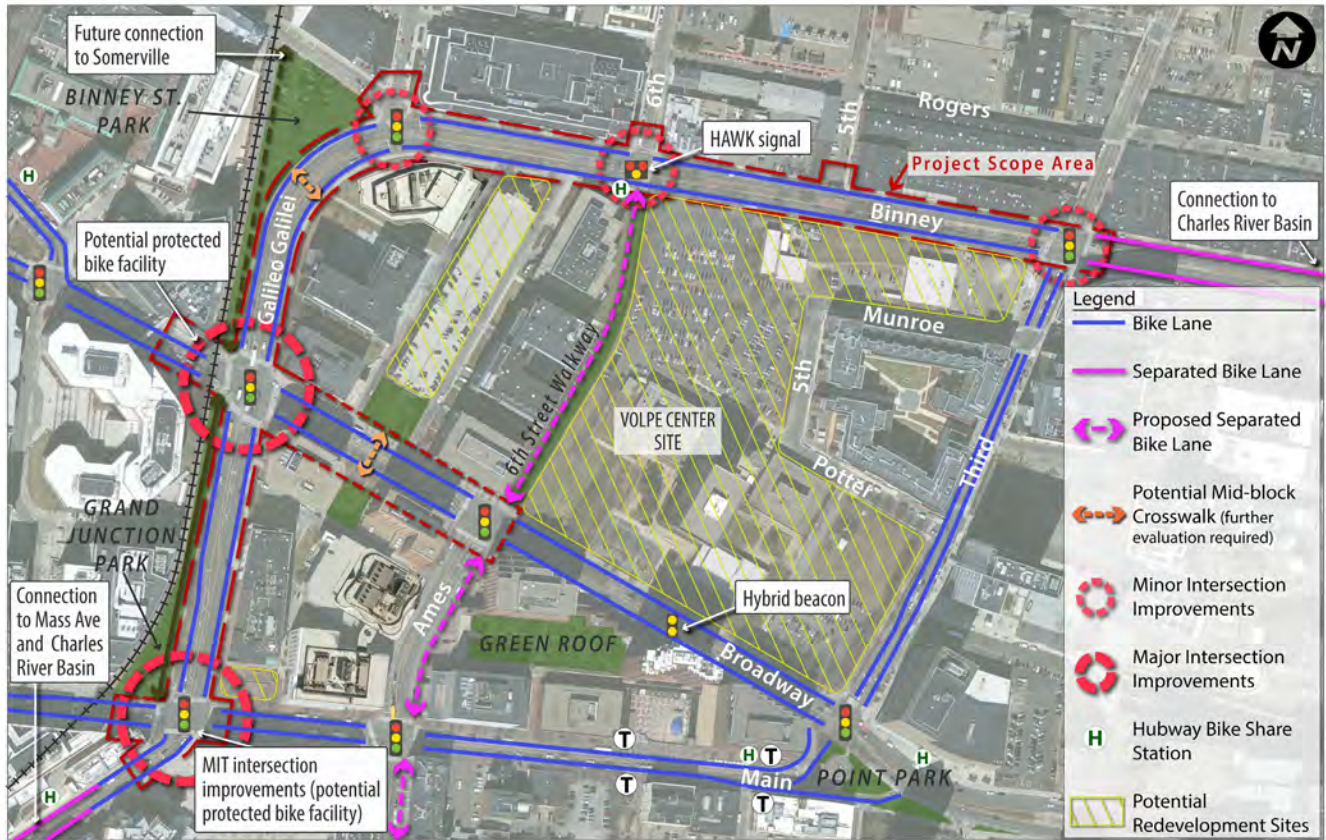 Future connection
to Somerville
BINNEY ST.
PARK
H
Potential protected
bike facility
Galileo Galilei
6th
HAWK signal
H
5th
Rogers
Project Scope Area
Binney
N
Connection to
Charles River Basin
Munroe
5th
6th Street Walkway
VOLPE CENTER
SITE
Potter
Third
GRAND
JUNCTION
PARK
Connection
to Mass Ave
and Charles
River Basin
Ames
GREEN ROOF
Hybrid beacon
Broadway
H
MIT intersection
improvements (potential
protected bike facility)
T
T
H
T
T
Main
POINT PARK
Legend
Bike Lane
Separated Bike Lane
Proposed Separated
Bike Lane
Potential Mid-block
Crosswalk (further
evaluation required)
Minor Intersection
Improvements
Major Intersection
Improvements
H
Hubway Bike Share
Station
Potential
Redevelopment Sites